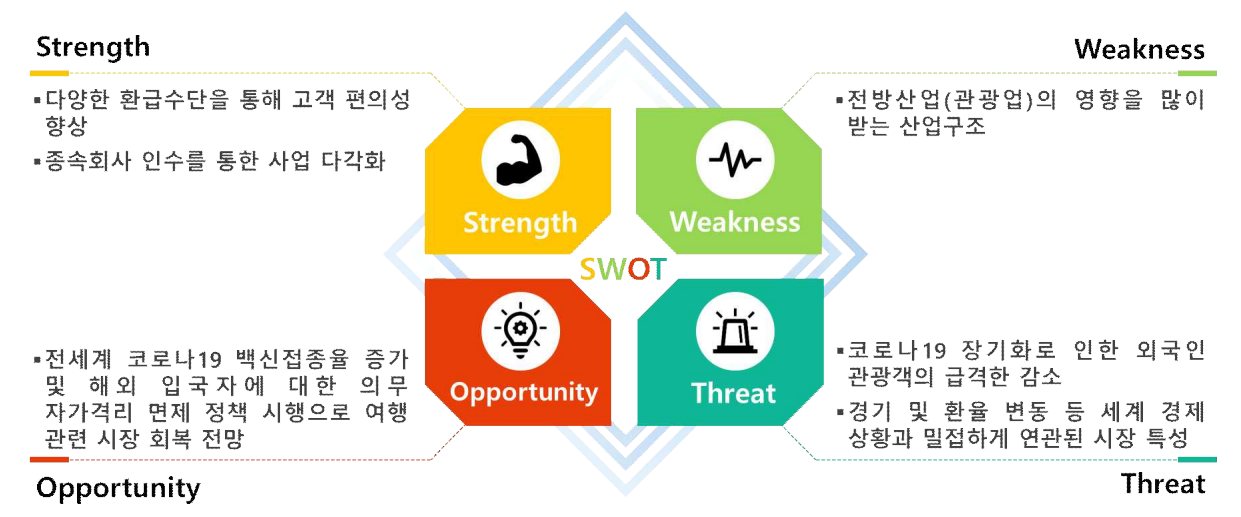 Strength
▪다양한 환급수단을 통해 고객 편의성
향상
▪종속회사 인수를 통한 사업 다각화
Weakness
▪전방산업(관광업)의 영향을 많이
받는 산업구조
Strength
Weakness
SWOT
Opportunity
Threat
▪전세계 코로나19 백신접종율 증가
및 해외 입국자에 대한 의무
자가격리 면제 정책 시행으로 여행
관련 시장 회복 전망
Opportunity
▪코로나19 장기화로 인한 외국인
관광객의 급격한 감소
▪경기 및 환율 변동 등 세계 경제
상황과 밀접하게 연관된 시장 특성
Threat